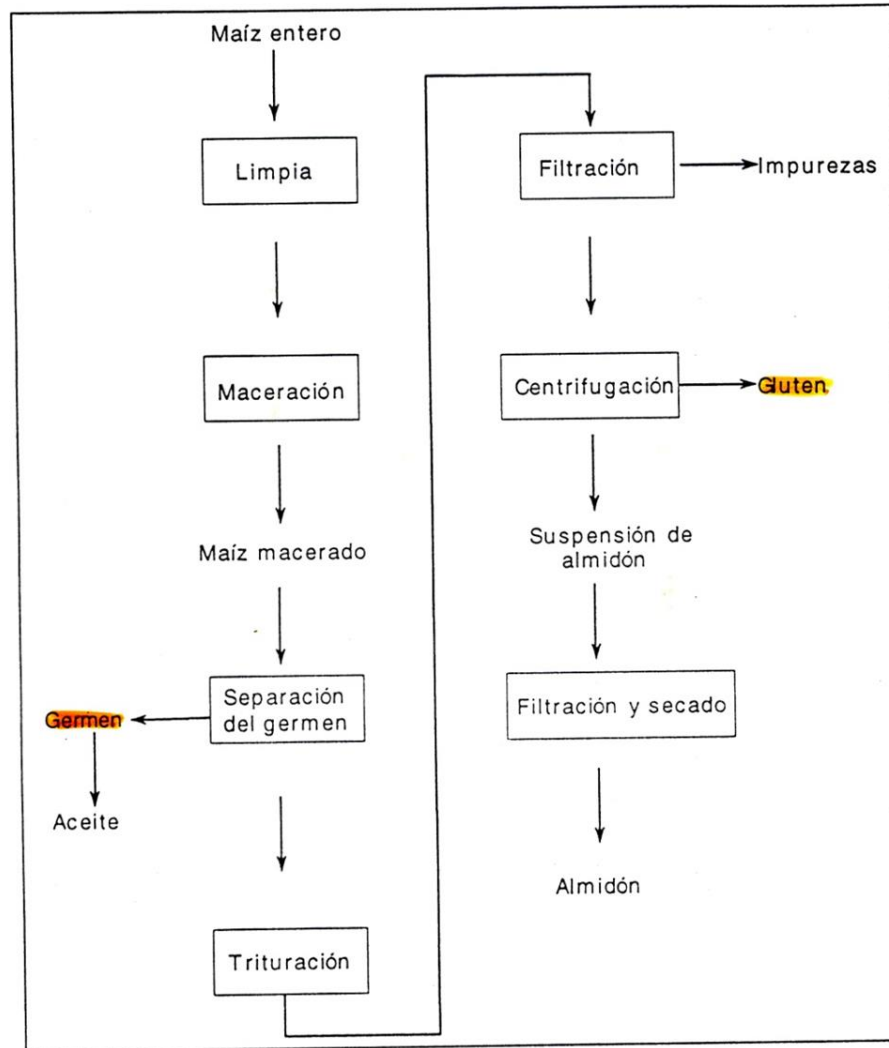 Maíz entero
Limpia
Maceración
Maíz macerado
Separación
del germen
Germen
Aceite
Trituración
Filtración
Impurezas
Centrifugación
Gluten
Suspensión de
almidón
Filtración y secado
Almidón